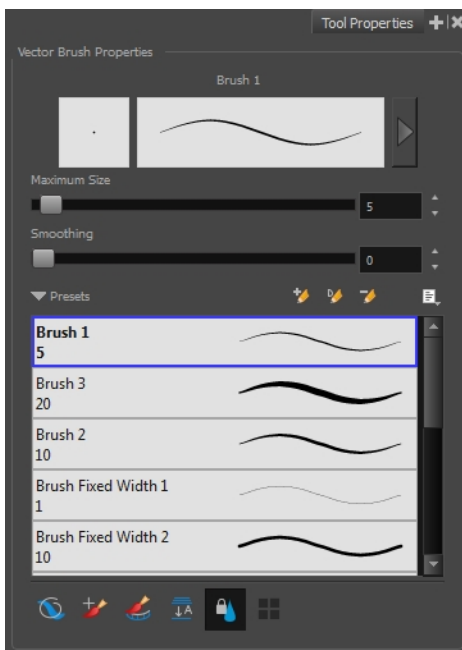 Tool Properties
Vector Brush Properties
Brush 1
Maximum Size
5
Smoothing
0
Presets
Brush 1
5
Brush 3
20
Brush 2
10
Brush Fixed Width 1
1
Brush Fixed Width 2
10